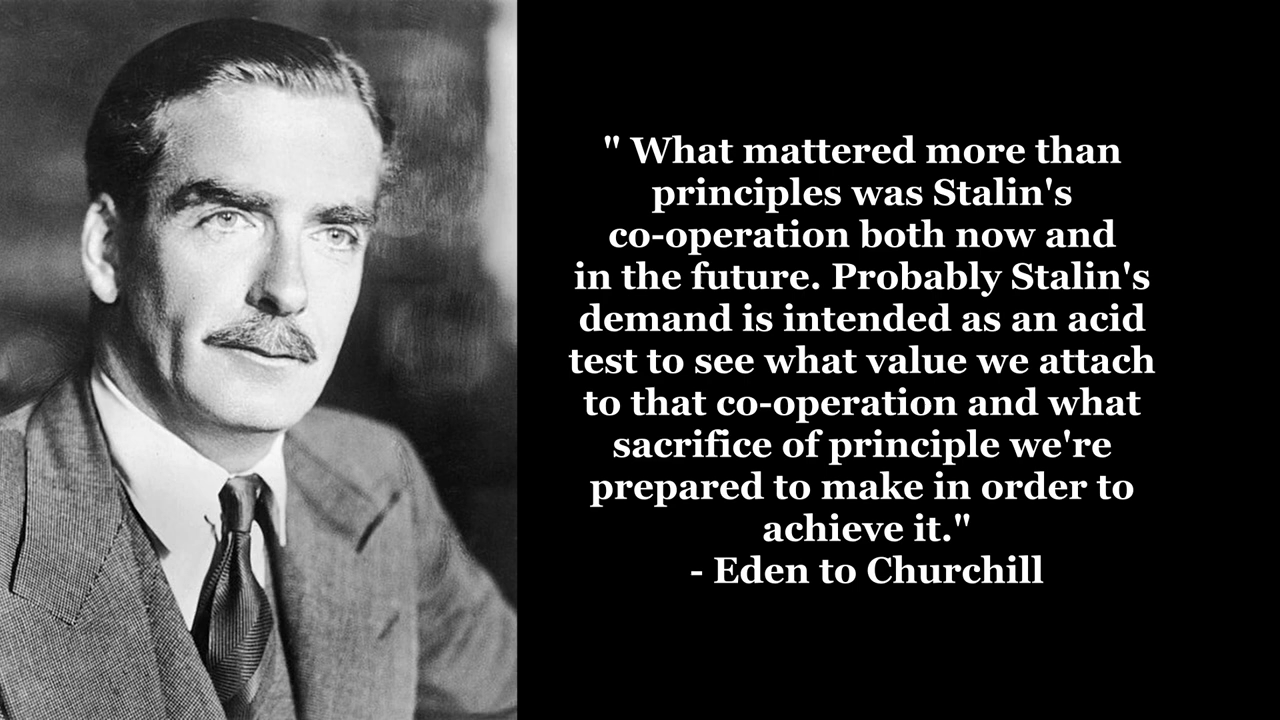 " What mattered more than
principles was Stalin's
co-operation both now and
in the future. Probably Stalin's
demand is intended as an acid
test to see what value we attach
to that co-operation and what
sacrifice of principle we're
prepared to make in order to
achieve it."
- Eden to Churchill